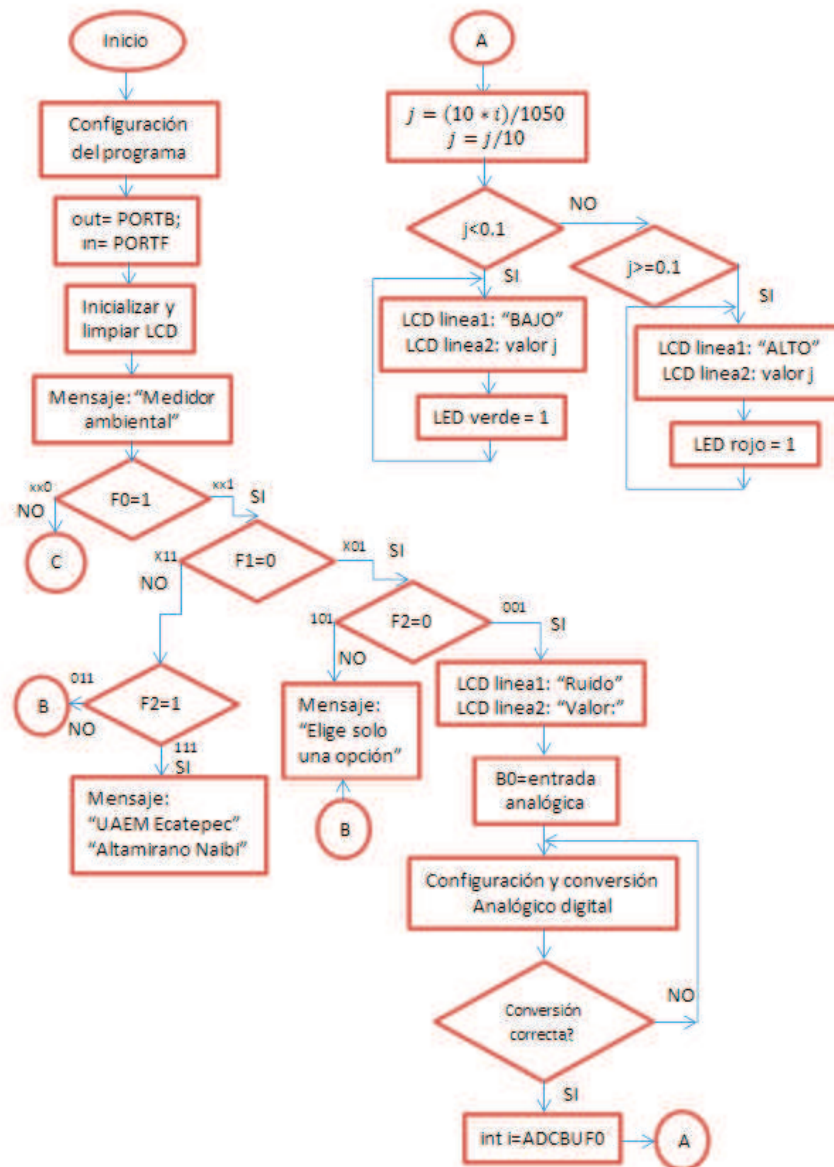 Inicio
Configuración
del programa
out= PORTB;
in= PORTF
Inicializar y
limpiar LCD
Mensaje: “Medidor
ambiental”
xx0
F0=1
xx1
NO
SI
C
X11
F1=0
X01
NO
SI
101
F2=0
001
NO
SI
011
B
F2=1
NO
111
SI
Mensaje:
“UAEM Ecatepec”
“Altamirano Naibi”
Mensaje:
“Elige solo
una opción”
B
LCD linea1: “Ruido”
LCD linea2: “Valor:”
B0=entrada
analógica
Configuración y conversión
Analógico digital
Conversión
correcta?
NO
SI
int i=ADCBUF0
A
A
j = (10 * i)/1050
j = j/10
j<0.1
NO
SI
j>=0.1
SI
LCD linea1: “BAJO”
LCD linea2: valor j
LED verde = 1
LCD linea1: “ALTO”
LCD linea2: valor j
LED rojo = 1